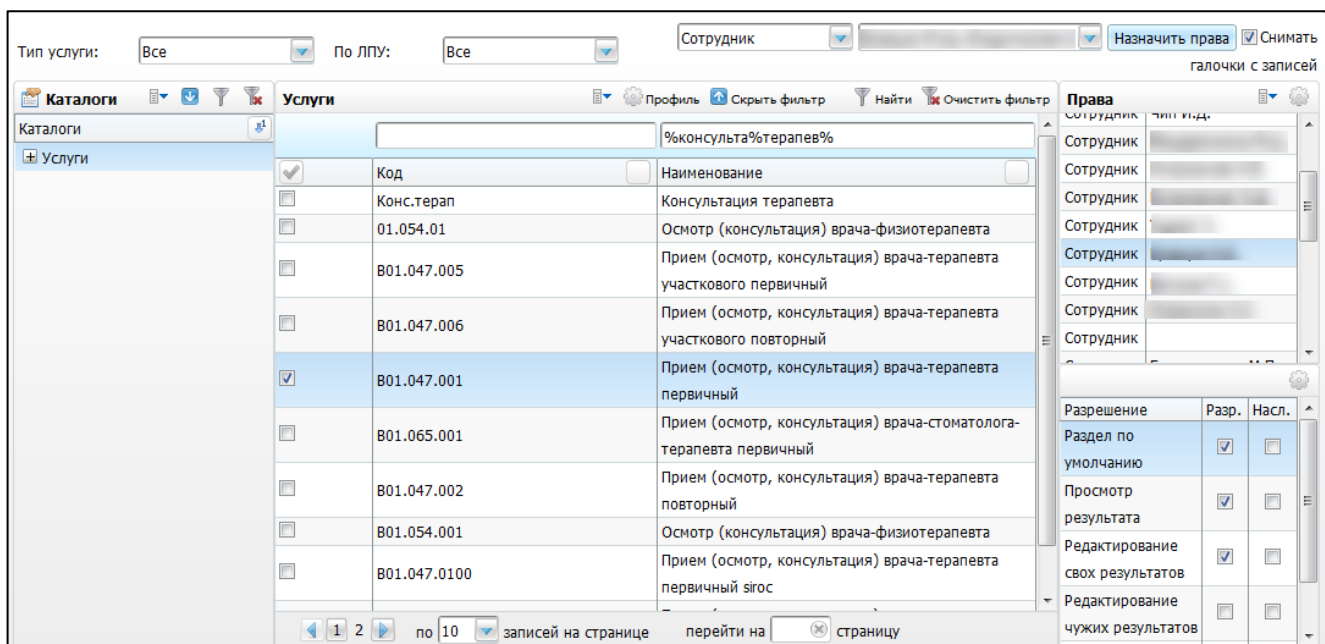 Тип услуги: Все По ЛПУ: Все Сотрудник Назначить права Снимать
галочки с записей
Каталоги
Каталоги
Услуги
Услуги Профиль Скрыть фильтр Найти Очистить фильтр
%консульта%терапев%
Код Наименование
Конс.терап Консультация терапевта
01.054.01 Осмотр (консультация) врача-физиотерапевта
B01.047.005 Прием (осмотр, консультация) врача-терапевта
участкового первичный
B01.047.006 Прием (осмотр, консультация) врача-терапевта
участкового повторный
B01.047.001 Прием (осмотр, консультация) врача-терапевта
первичный
B01.065.001 Прием (осмотр, консультация) врача-стоматолога-
терапевта первичный
B01.047.002 Прием (осмотр, консультация) врача-терапевта
повторный
B01.054.001 Осмотр (консультация) врача-физиотерапевта
B01.047.0100 Прием (осмотр, консультация) врача-терапевта
первичный siroc
1 2 по 10 записей на странице перейти на страницу
Права
Сотрудник
Сотрудник
Сотрудник
Сотрудник
Сотрудник
Сотрудник
Сотрудник
Сотрудник
Сотрудник
Разрешение Разр. Насл.
Раздел по
умолчанию
Просмотр
результата
Редактирование
свох результатов
Редактирование
чужих результатов